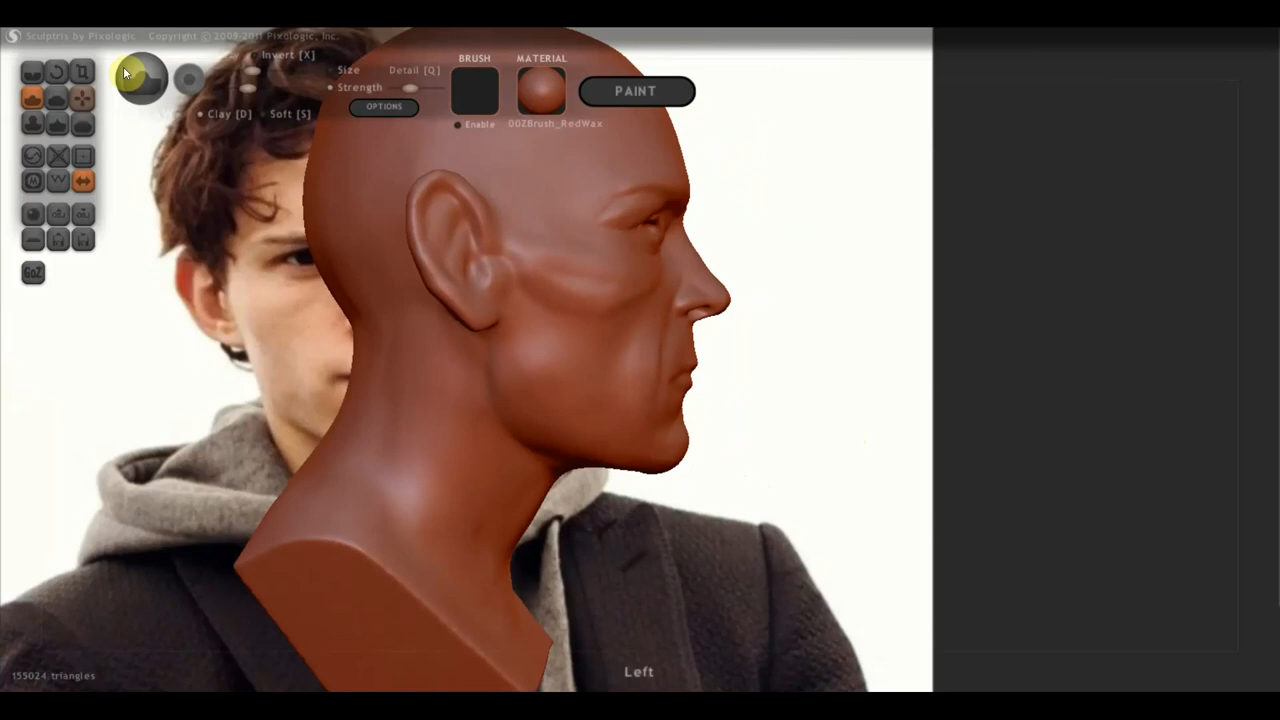 Sculptris by Pixologic Copyright © 2009-2011 Pixologic, Inc.
Invert [X]
BRUSH
MATERIAL
Size
Detail [Q]
Strength
PAINT
OPTIONS
Clay [D]
Soft [S]
Enable
00ZBrush_RedWax
GoZ
Left
155024 triangles